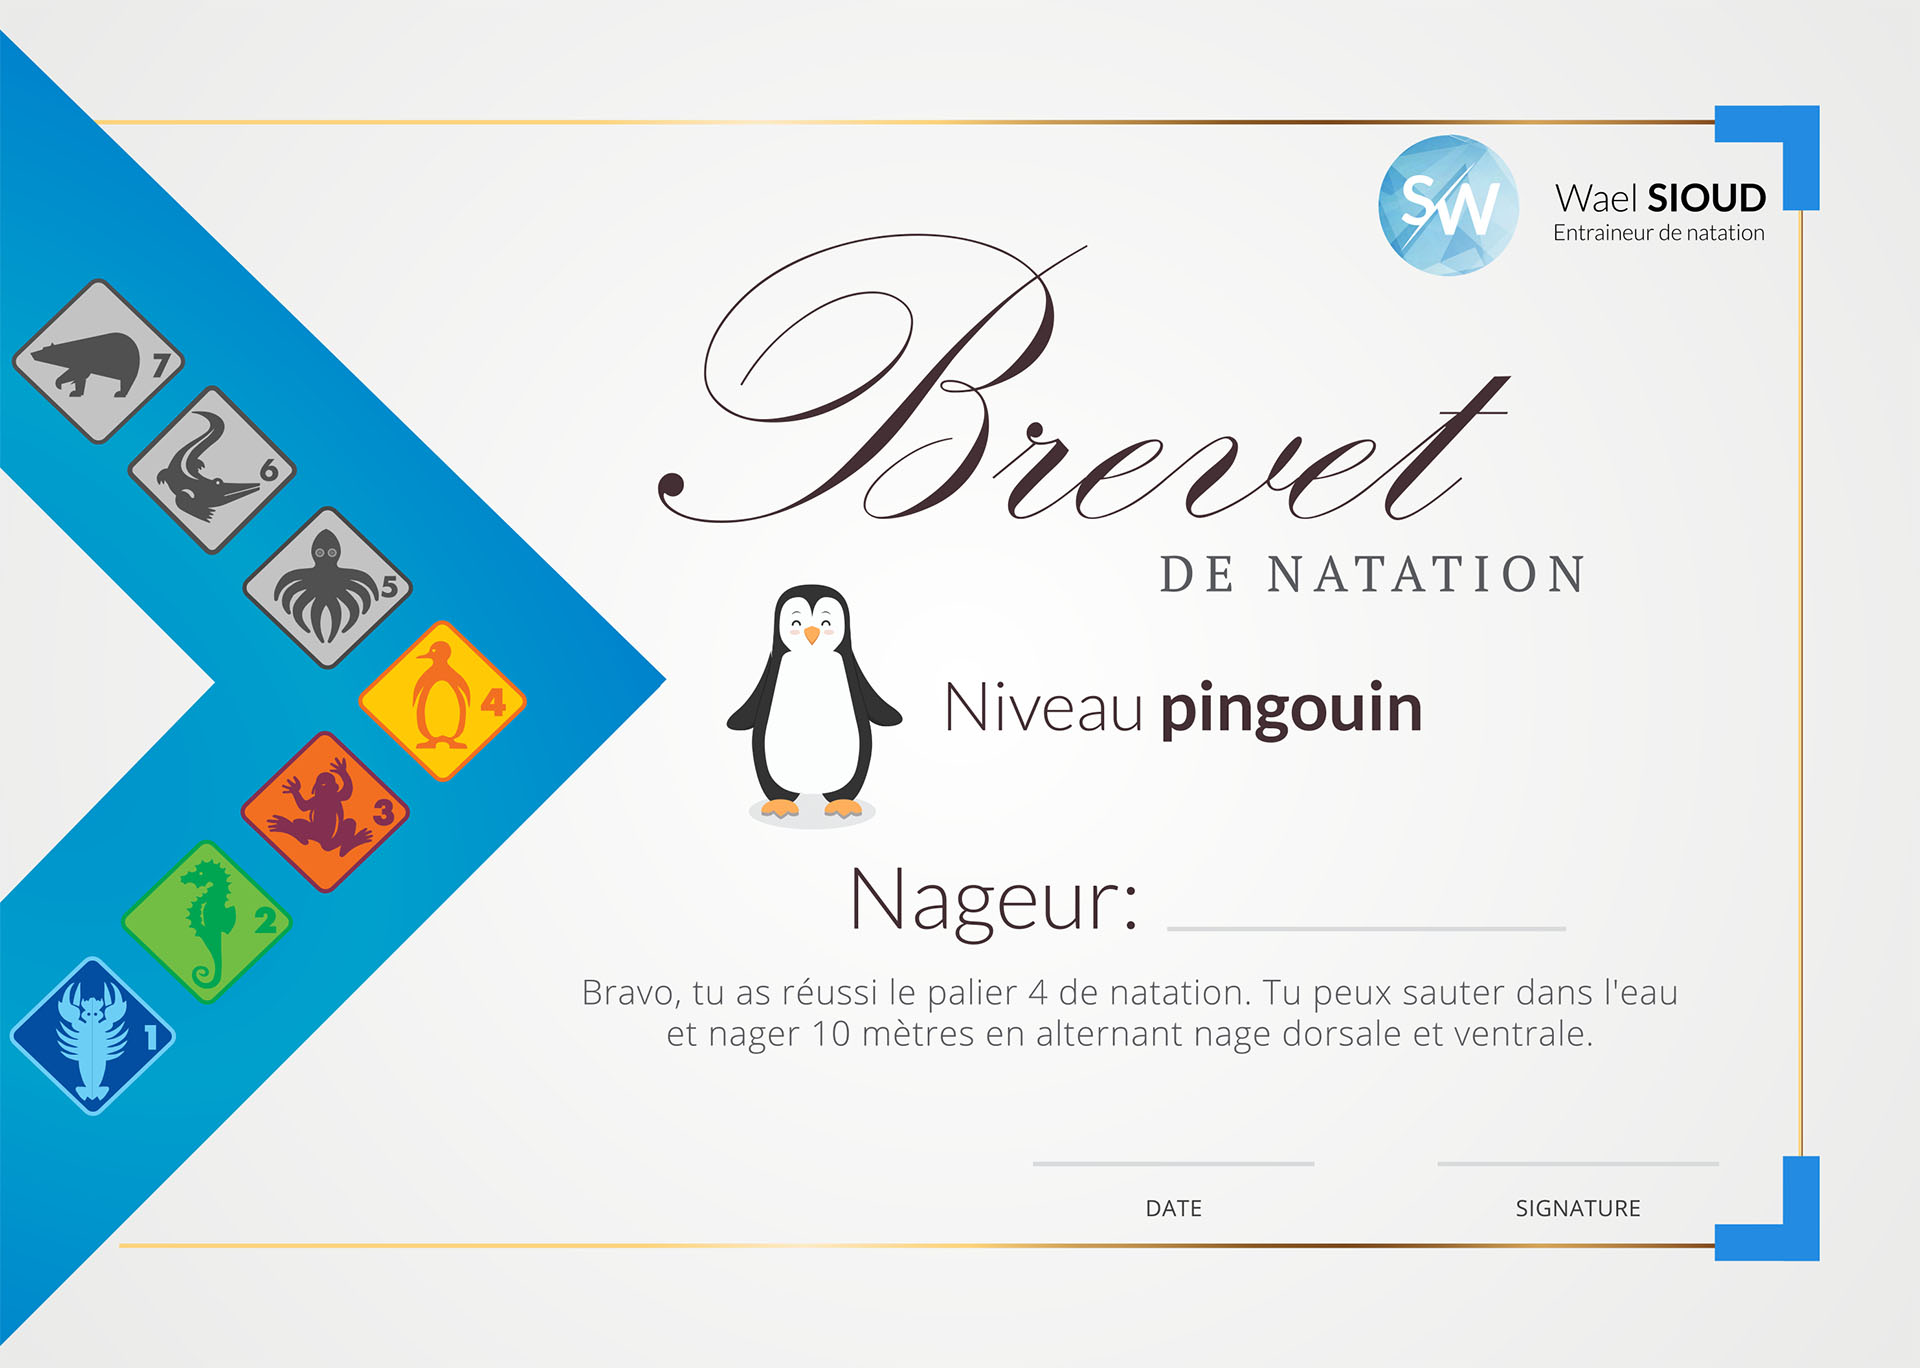 SW
Wael SIOUD
Entraineur de natation
Brevet
DE NATATION
Niveau pingouin
Nageur:
Bravo, tu as réussi le palier 4 de natation. Tu peux sauter dans l'eau
et nager 10 mètres en alternant nage dorsale et ventrale.
DATE
SIGNATURE
7
6
5
4
3
2
1